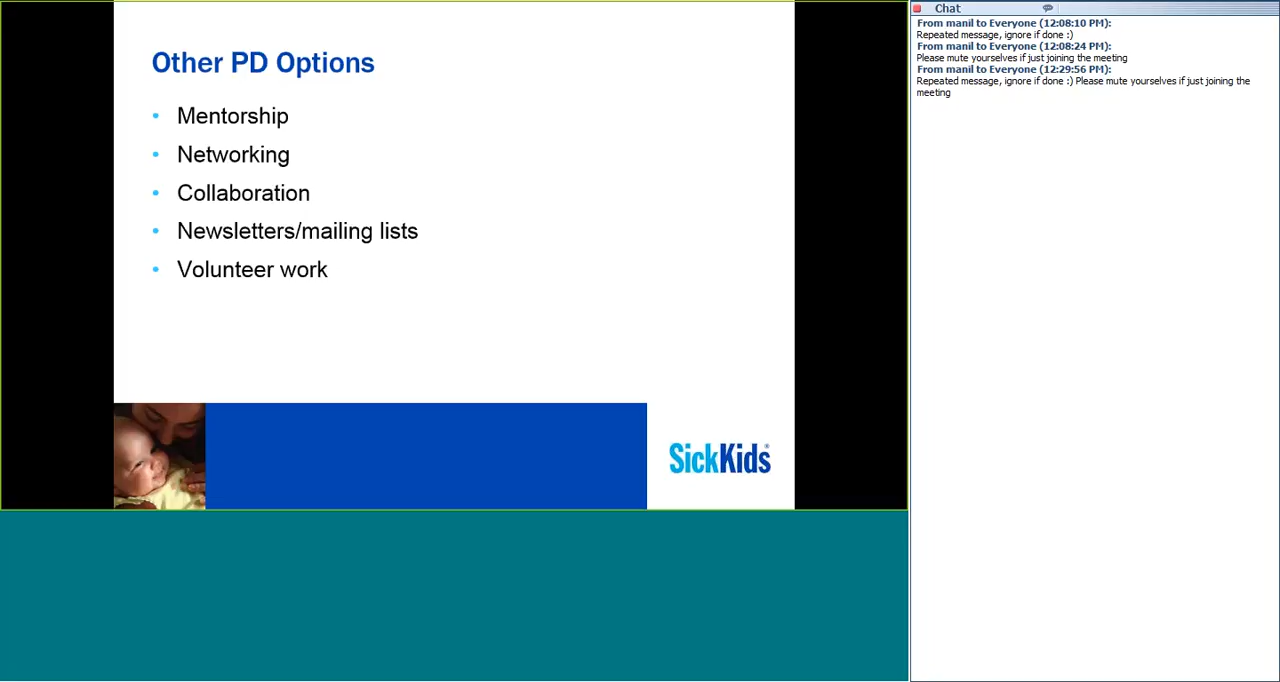 Other PD Options
• Mentorship
• Networking
• Collaboration
• Newsletters/mailing lists
• Volunteer work
SickKids®
Chat
From manil to Everyone (12:08:10 PM):
Repeated message, ignore if done :)
From manil to Everyone (12:08:24 PM):
Please mute yourselves if just joining the meeting
From manil to Everyone (12:29:56 PM):
Repeated message, ignore if done :) Please mute yourselves if just joining the
meeting